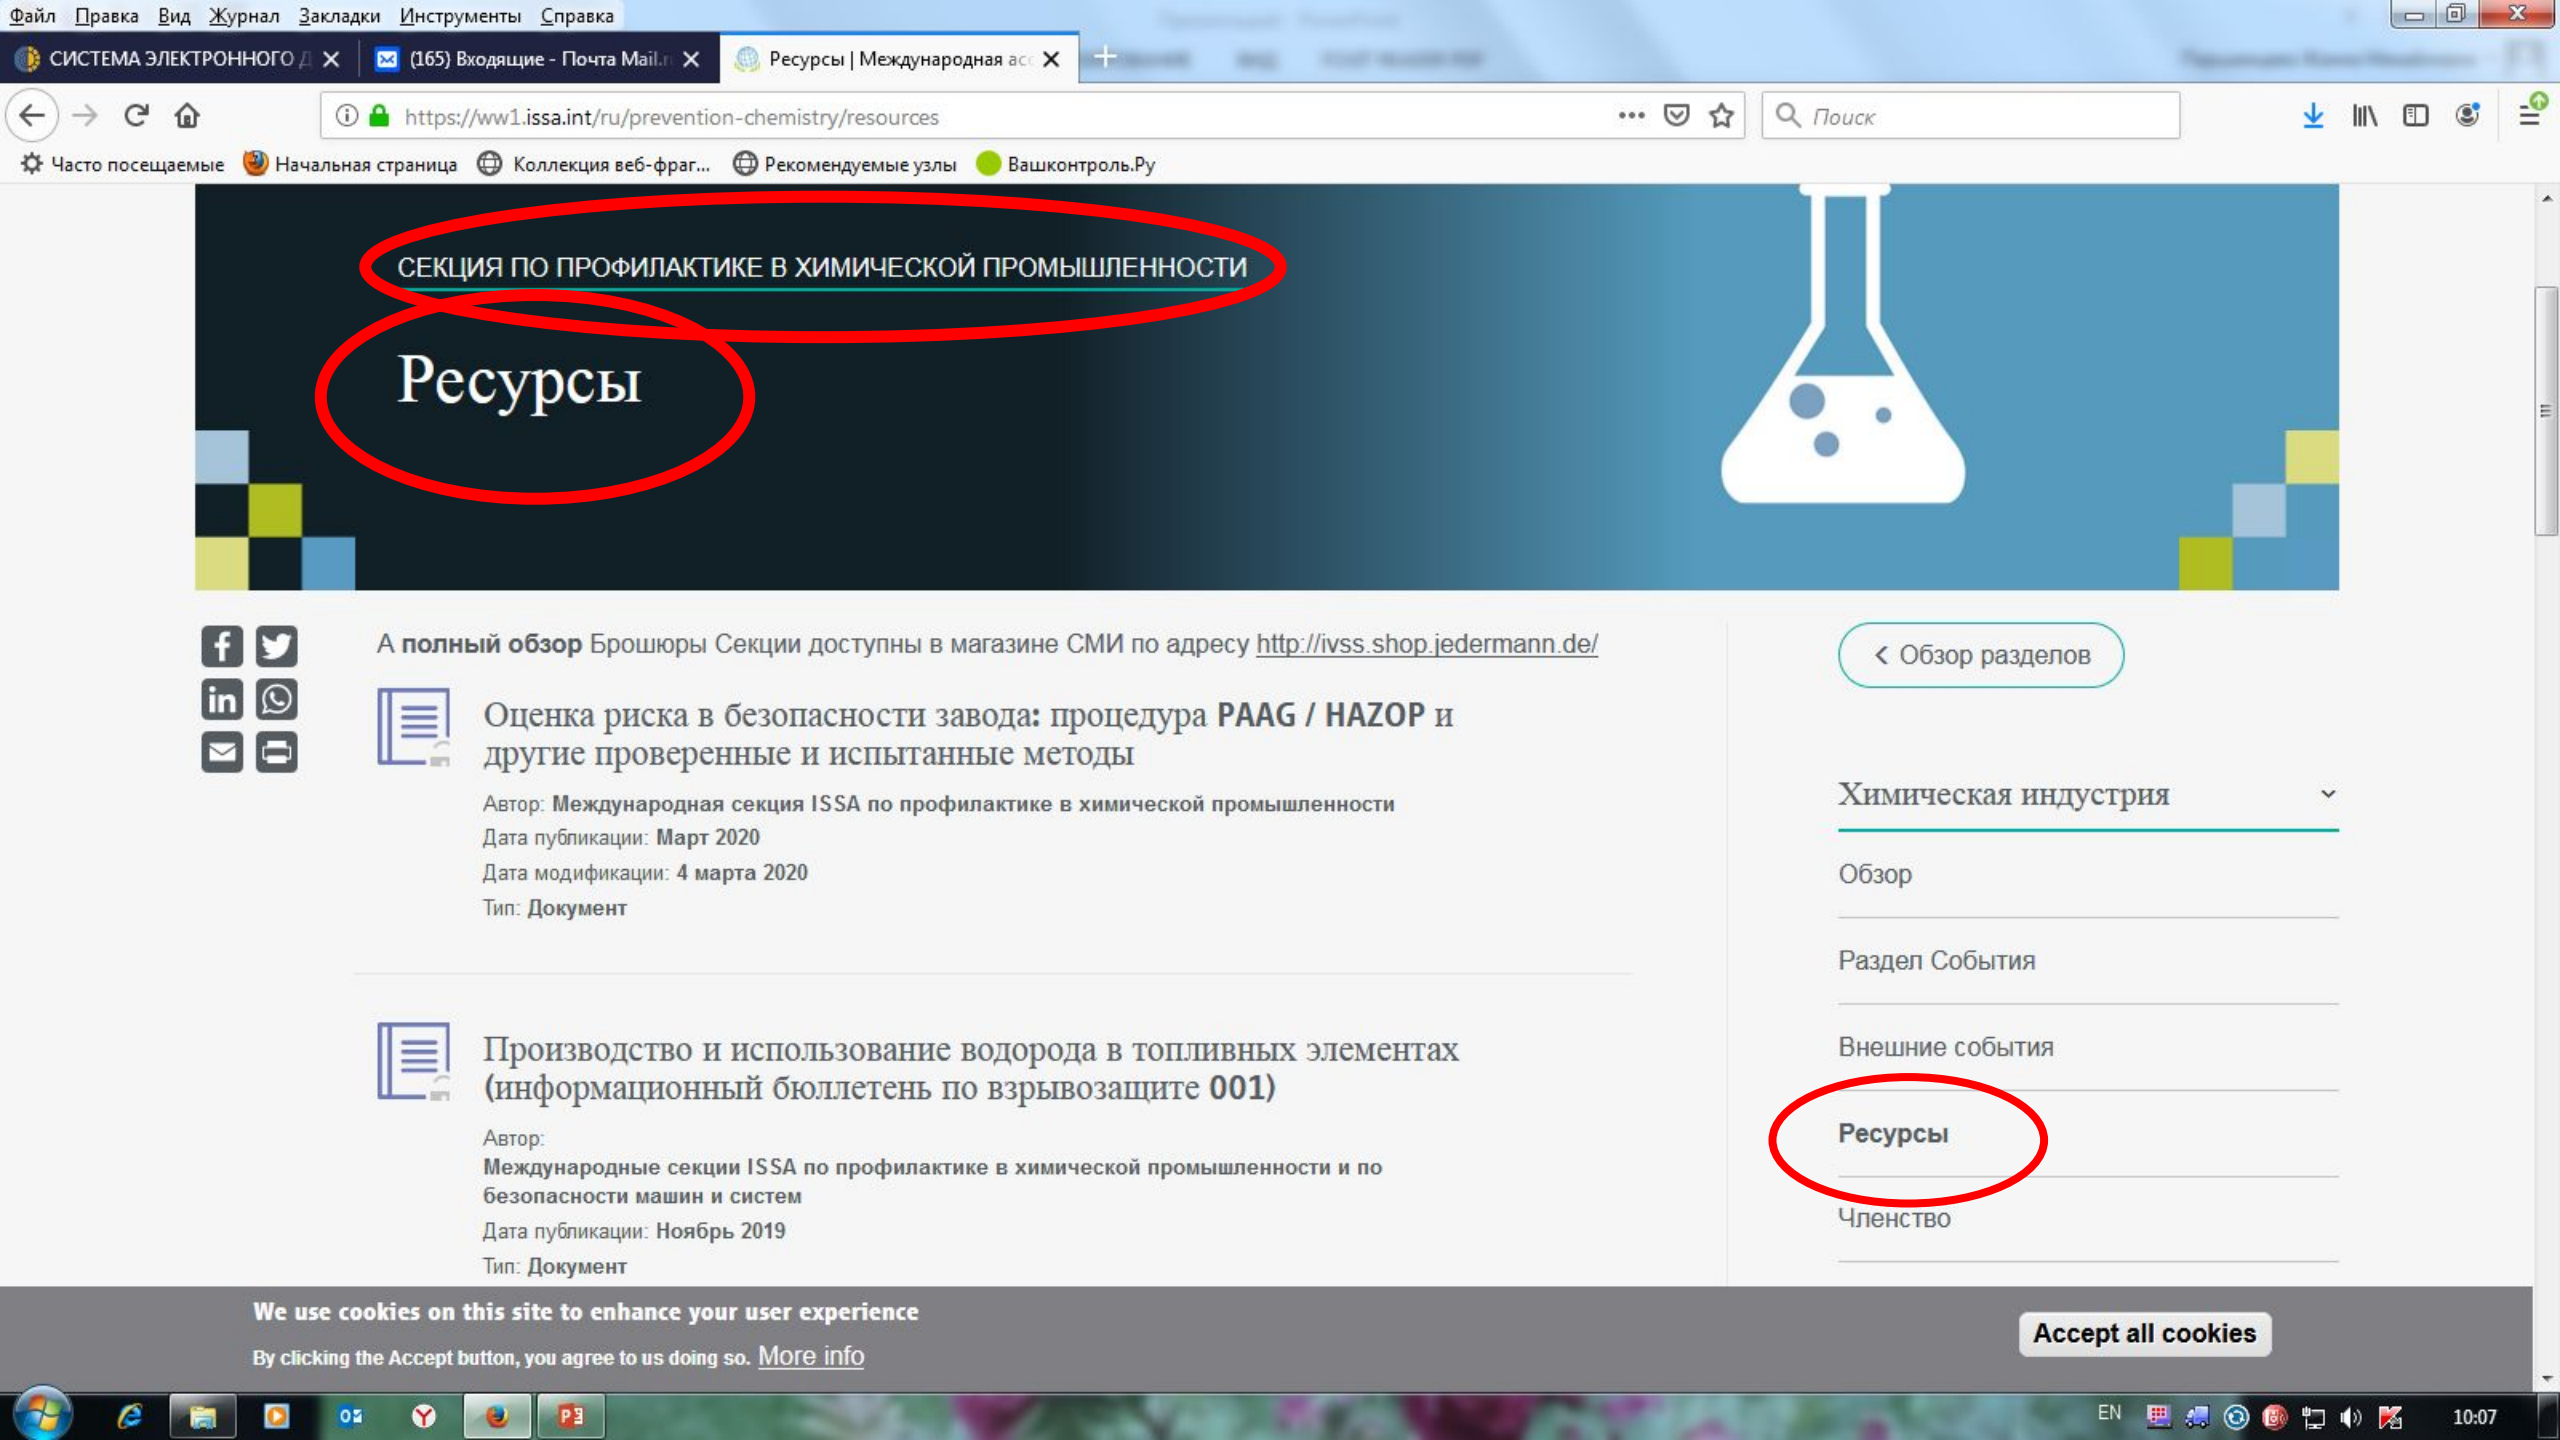 Файл Правка Вид Журнал Закладки Инструменты Справка
СИСТЕМА ЭЛЕКТРОННОГО Д
(165) Входящие - Почта Mail.r
Ресурсы | Международная асс
https://ww1.issa.int/ru/prevention-chemistry/resources
Поиск
Часто посещаемые Начальная страница Коллекция веб-фраг... Рекомендуемые узлы Вашконтроль.Ру
СЕКЦИЯ ПО ПРОФИЛАКТИКЕ В ХИМИЧЕСКОЙ ПРОМЫШЛЕННОСТИ
Ресурсы
А полный обзор Брошюры Секции доступны в магазине СМИ по адресу http://ivss.shop.jedermann.de/
Оценка риска в безопасности завода: процедура PAAG / HAZOP и
другие проверенные и испытанные методы
Автор: Международная секция ISSA по профилактике в химической промышленности
Дата публикации: Март 2020
Дата модификации: 4 марта 2020
Тип: Документ
Производство и использование водорода в топливных элементах
(информационный бюллетень по взрывозащите 001)
Автор:
Международные секции ISSA по профилактике в химической промышленности и по
безопасности машин и систем
Дата публикации: Ноябрь 2019
Тип: Документ
Обзор разделов
Химическая индустрия
Обзор
Раздел События
Внешние события
Ресурсы
Членство
We use cookies on this site to enhance your user experience
By clicking the Accept button, you agree to us doing so. More info
Accept all cookies
EN
10:07